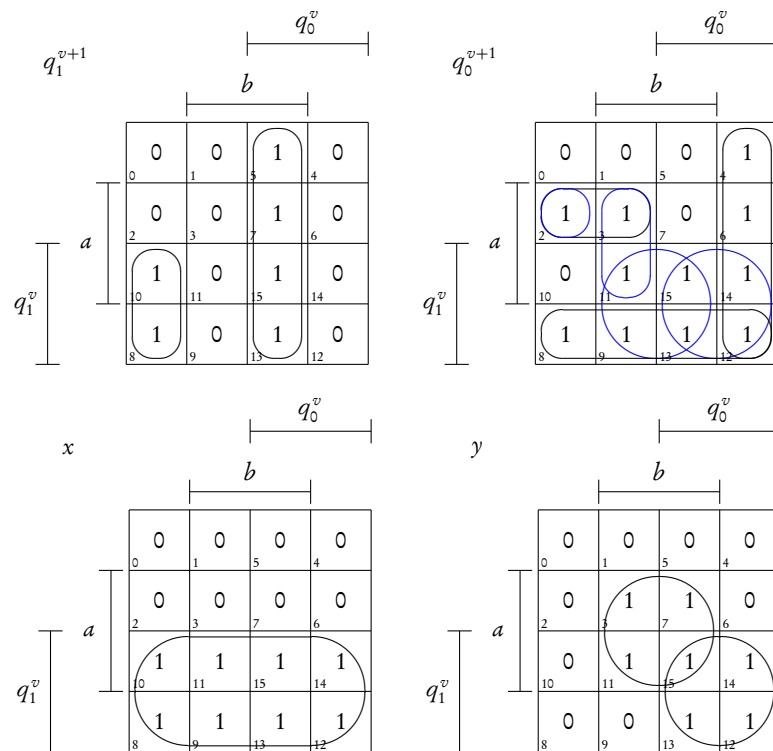 q_0^v q_0^v
q_1^{v+1} q_0^{v+1}
b b
0 0 1 0 0 0 0 1
0 1 5 4 0 1 5 4
a 0 0 1 0 a 1 1 0 1
2 3 7 6 2 3 7 6
q_1^v 1 0 1 0 q_1^v 0 1 1 1
10 11 15 14 10 11 15 14
1 0 1 0 1 1 1 1
8 9 13 12 8 9 13 12
q_0^v q_0^v
x y
b b
0 0 0 0 0 0 0 0
0 1 5 4 0 1 5 4
a 0 0 0 0 a 0 1 1 0
2 3 7 6 2 3 7 6
q_1^v 1 1 1 1 q_1^v 0 1 1 1
10 11 15 14 10 11 15 14
1 1 1 1 0 0 1 1
8 9 13 12 8 9 13 12